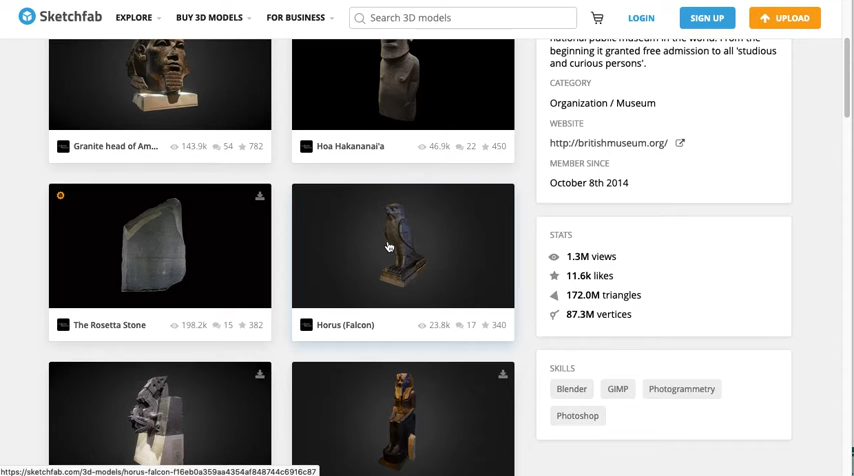 Sketchfab EXPLORE BUY 3D MODELS FOR BUSINESS Search 3D models LOGIN SIGN UP UPLOAD
Granite head of Am... 143.9k 54 782
Hoa Hakananai'a 46.9k 22 450
The Rosetta Stone 198.2k 15 382
Horus (Falcon) 23.8k 17 340
national public museum in the world. From the
beginning it granted free admission to all 'studious
and curious persons'.
CATEGORY
Organization / Museum
WEBSITE
http://britishmuseum.org/
MEMBER SINCE
October 8th 2014
STATS
1.3M views
11.6k likes
172.0M triangles
87.3M vertices
SKILLS
Blender GIMP Photogrammetry
Photoshop
https://sketchfab.com/3d-models/horus-falcon-f16eb0a359aa4354af848744c6916c87